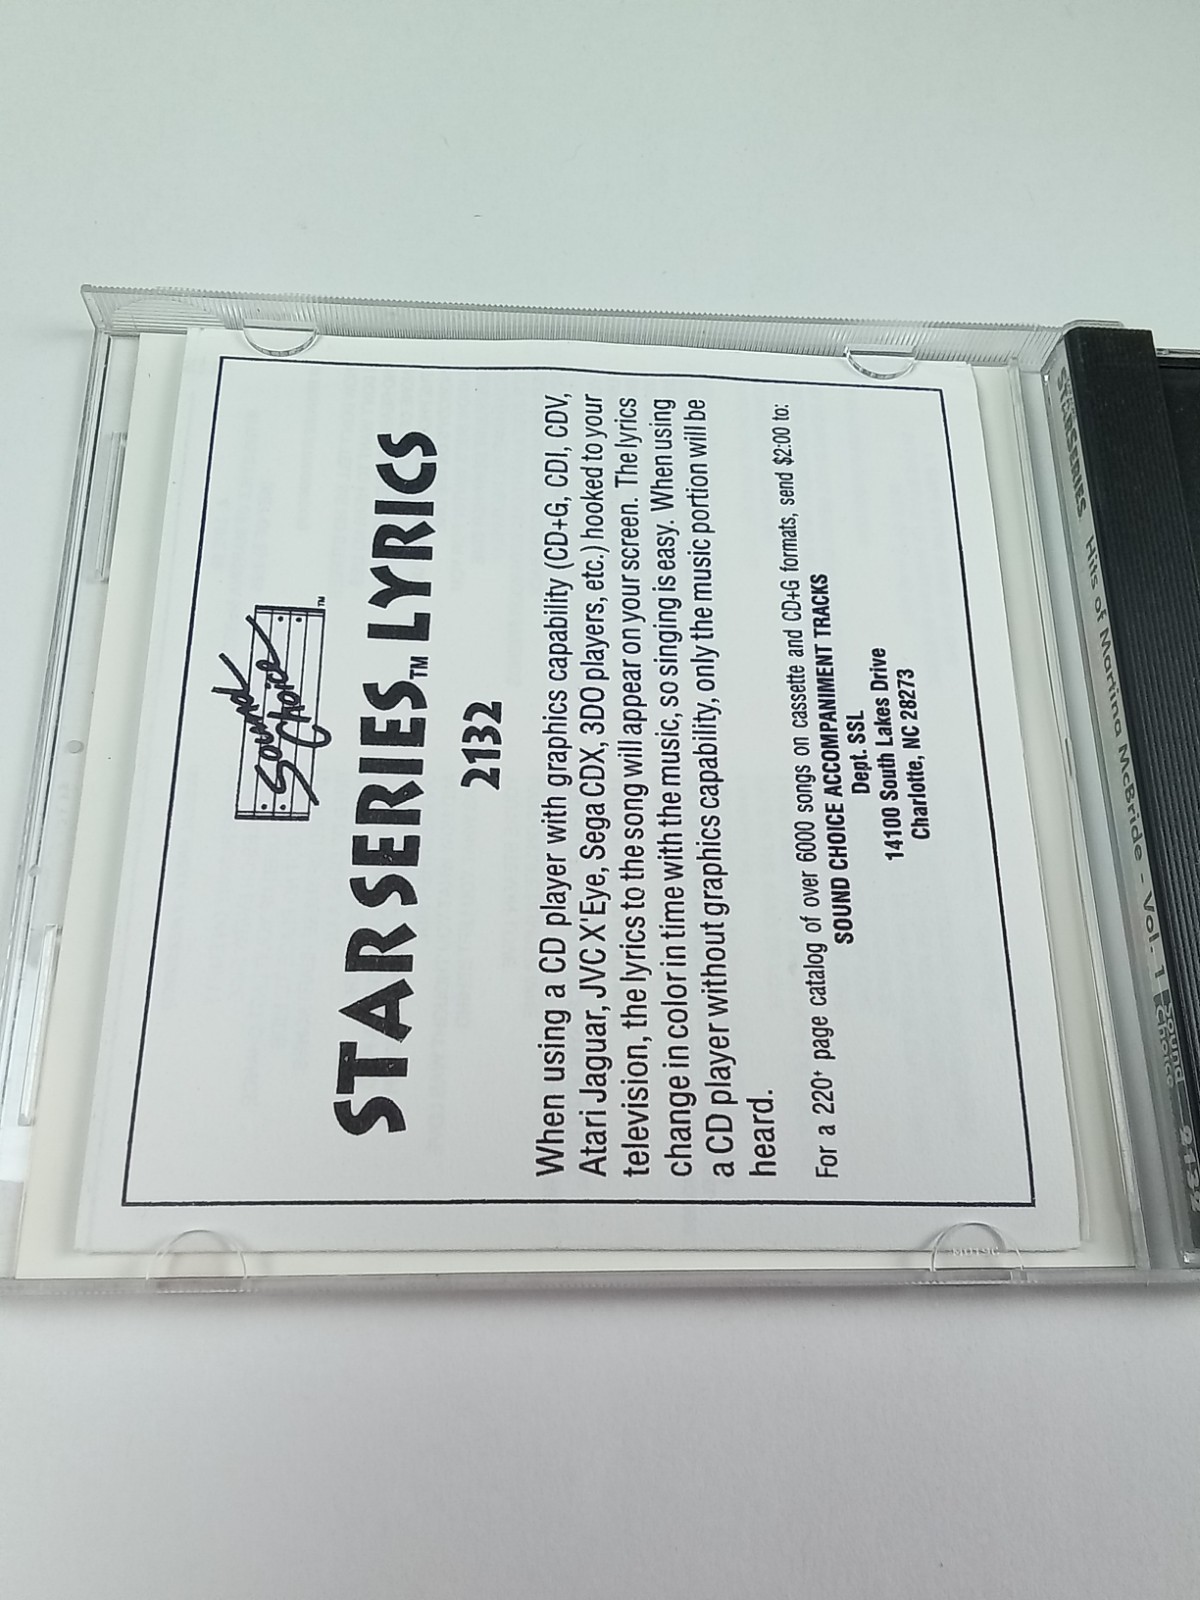 Sound
Choice
™
STARSERIES™ LYRICS
2132
When using a CD player with graphics capability (CD+G, CDI, CDV,
Atari Jaguar, JVC X'Eye, Sega CDX, 3DO players, etc.) hooked to your
television, the lyrics to the song will appear on your screen. The lyrics
change in color in time with the music, so singing is easy. When using
a CD player without graphics capability, only the music portion will be
heard.
For a 220+ page catalog of over 6000 songs on cassette and CD+G formats, send $2:00 to:
SOUND CHOICE ACCOMPANIMENT TRACKS
Dept. SSL
14100 South Lakes Drive
Charlotte, NC 28273
STARSERIES Hits of Martina McBride - Vol. 1 Sound Choice 2132